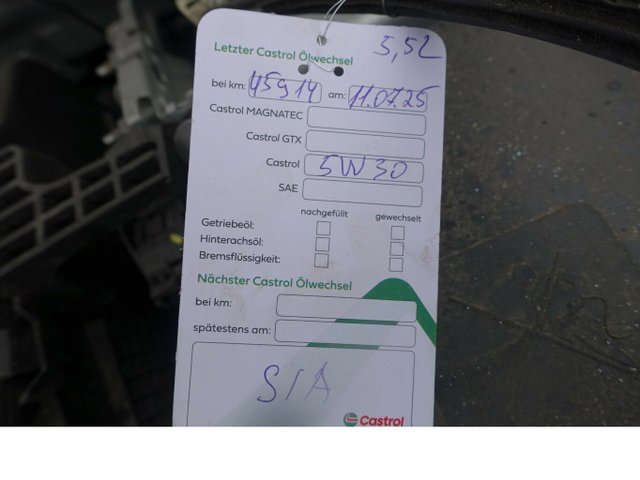 5,5L
Letzter Castrol Ölwechsel
bei km: 45914 am: 11.07.25
Castrol MAGNATEC
Castrol GTX
Castrol 5W30
SAE
nachgefüllt gewechselt
Getriebeöl:
Hinterachsöl:
Bremsflüssigkeit:
Nächster Castrol Ölwechsel
bei km:
spätestens am:
S/A
Castrol